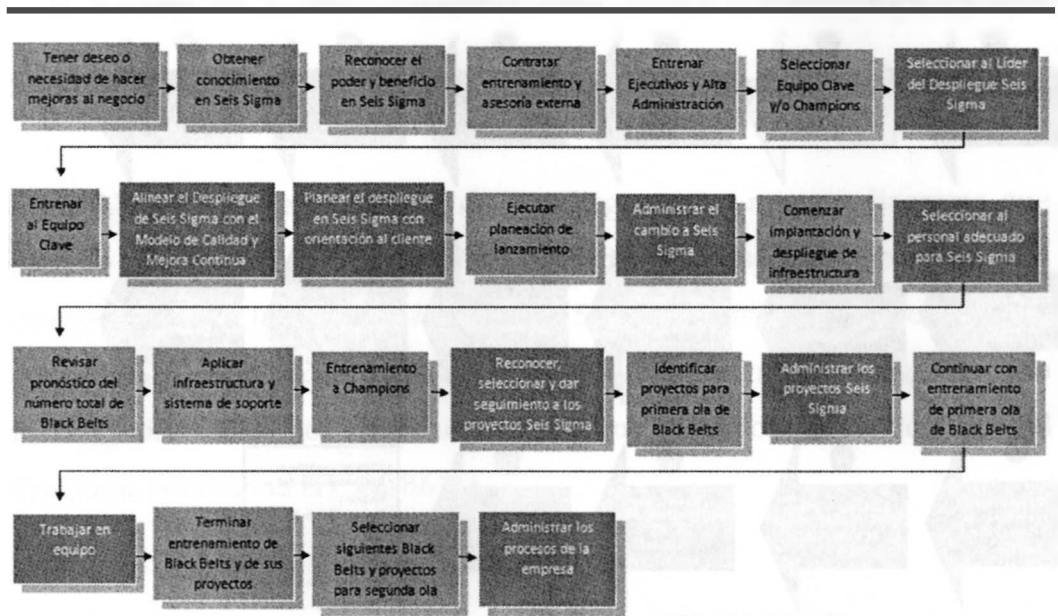 Tener deseo o
necesidad de hacer
mejoras al negocio
Obtener
conocimiento
en Seis Sigma
Reconocer el
poder y beneficio
en Seis Sigma
Contratar
entrenamiento y
asesoría externa
Entrenar
Ejecutivos y Alta
Administración
Seleccionar
Equipo Clave
y/o Champions
Seleccionar al Líder
del Despliegue Seis
Sigma
Entrenar
al Equipo
Clave
Alinear el Despliegue
de Seis Sigma con el
Modelo de Calidad y
Mejora Continua
Planear el despliegue
en Seis Sigma con
orientación al cliente
Ejecutar
planeación de
lanzamiento
Administrar el
cambio a Seis
Sigma
Comenzar
implantación y
despliegue de
infraestructura
Seleccionar al
personal adecuado
para Seis Sigma
Revisar
pronóstico del
número total de
Black Belts
Aplicar
infraestructura y
sistema de soporte
Entrenamiento
a Champions
Reconocer,
seleccionar y dar
seguimiento a los
proyectos Seis Sigma
Identificar
proyectos para
primera ola de
Black Belts
Administrar los
proyectos Seis
Sigma
Continuar con
entrenamiento
de primera ola
de Black Belts
Trabajar en
equipo
Terminar
entrenamiento de
Black Belts y de sus
proyectos
Seleccionar
siguientes Black
Belts y proyectos
para segunda ola
Administrar los
procesos de la
empresa